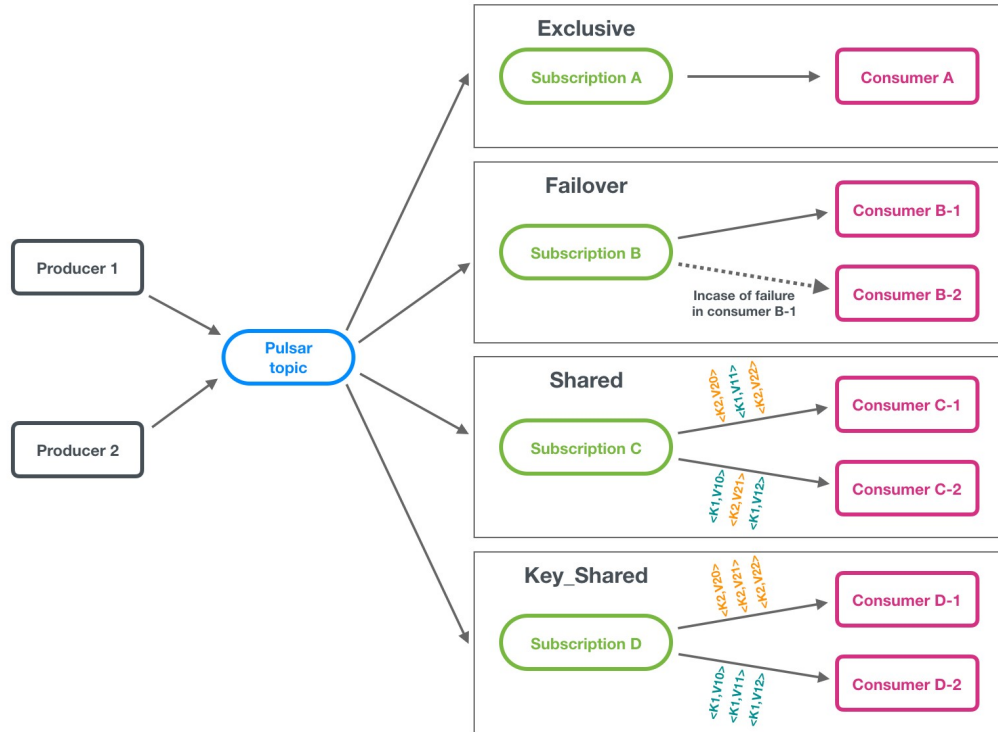 Exclusive
Subscription A
Consumer A
Failover
Subscription B
Consumer B-1
Consumer B-2
Incase of failure
in consumer B-1
Producer 1
Pulsar
topic
Producer 2
Shared
<K2,V20>
<K1,V11>
<K2,V22>
Subscription C
Consumer C-1
Consumer C-2
<K1,V10>
<K2,V21>
<K1,V12>
Key_Shared
<K2,V20>
<K2,V21>
<K2,V22>
Subscription D
Consumer D-1
Consumer D-2
<K1,V10>
<K1,V11>
<K1,V12>